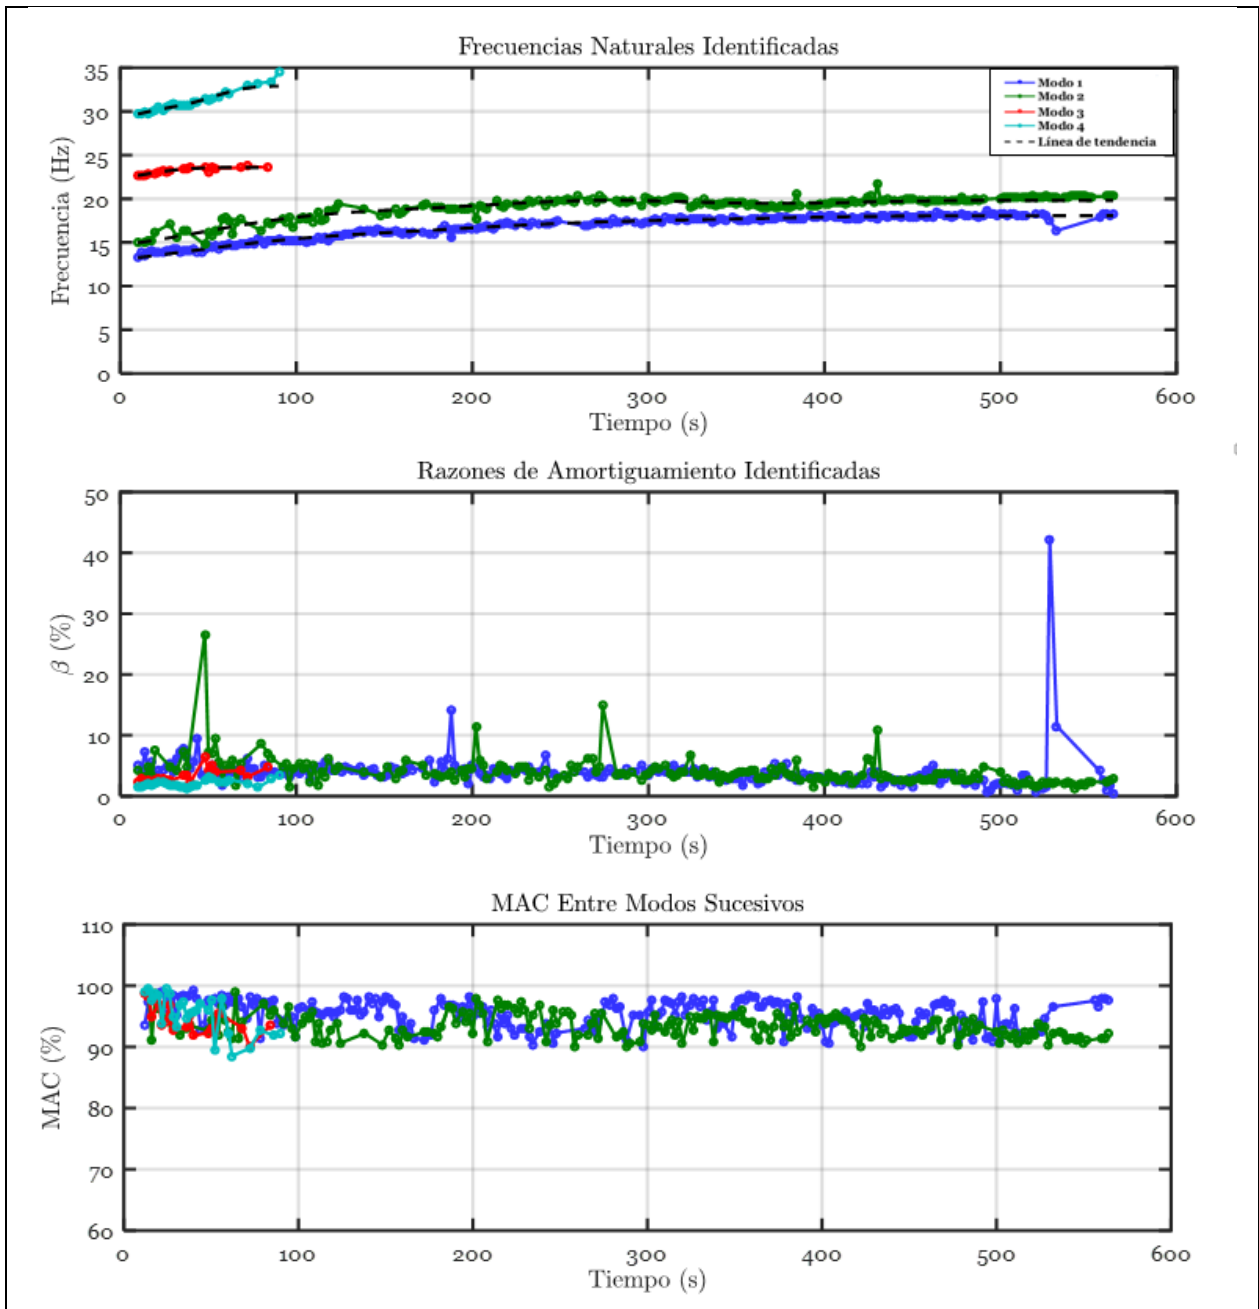 Frecuencias Naturales Identificadas
Frecuencia (Hz)
35
30
25
20
15
10
5
0
Modo 1
Modo 2
Modo 3
Modo 4
Línea de tendencia
0 100 200 300 400 500 600
Tiempo (s)
Razones de Amortiguamiento Identificadas
β (%)
50
40
30
20
10
0
0 100 200 300 400 500 600
Tiempo (s)
MAC Entre Modos Sucesivos
MAC (%)
110
100
90
80
70
60
0 100 200 300 400 500 600
Tiempo (s)